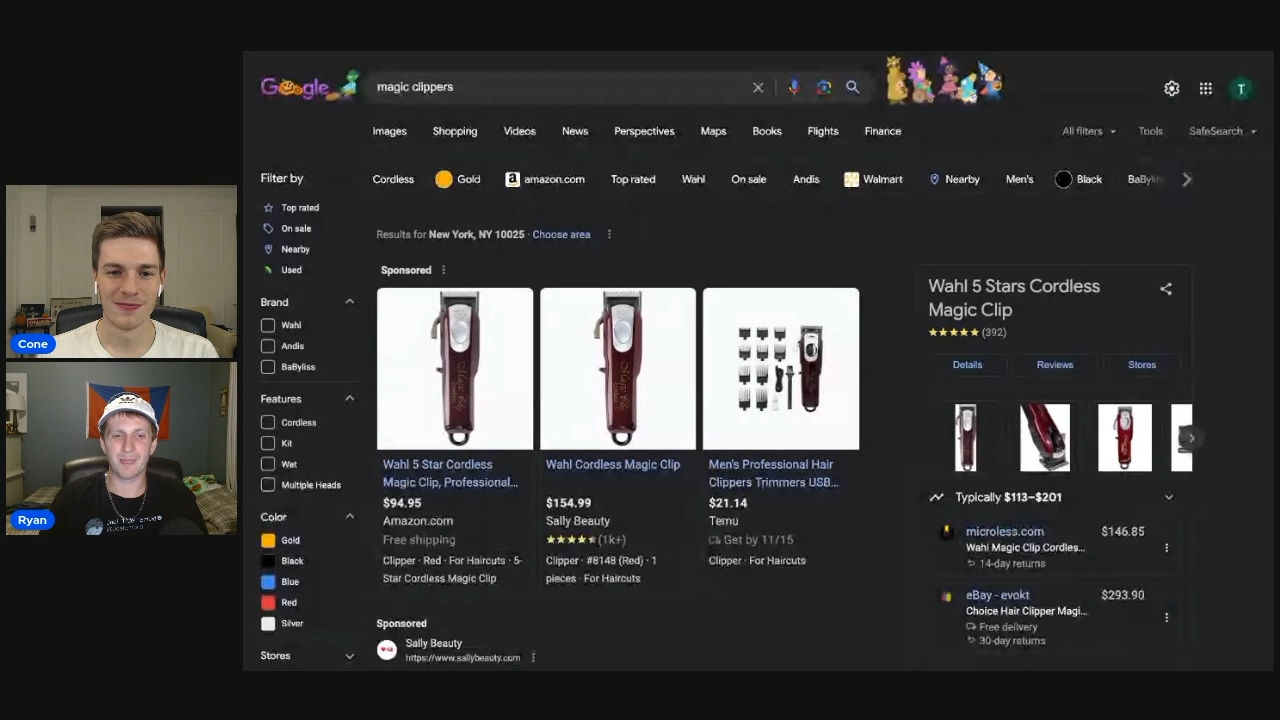 Google
magic clippers
T
Images Shopping Videos News Perspectives Maps Books Flights Finance
All filters Tools SafeSearch
Filter by
Cordless Gold amazon.com Top rated Wahl On sale Andis Walmart Nearby Men's Black
Top rated
On sale
Nearby
Used
Results for New York, NY 10025 · Choose area
Sponsored
Brand
Wahl
Andis
BaByliss
Features
Cordless
Kit
Wet
Multiple Heads
Color
Gold
Black
Blue
Red
Silver
Stores
Wahl 5 Star Cordless
Magic Clip, Professional...
$94.95
Amazon.com
Free shipping
Clipper · Red · For Haircuts · 5-
Star Cordless Magic Clip
Wahl Cordless Magic Clip
$154.99
Sally Beauty
(1k+)
Clipper · #8148 (Red) · 1
pieces · For Haircuts
Men's Professional Hair
Clippers Trimmers USB...
$21.14
Temu
Get by 11/15
Clipper · For Haircuts
Sponsored
Sally Beauty
https://www.sallybeauty.com
Wahl 5 Stars Cordless
Magic Clip
(392)
Details Reviews Stores
Typically $113–$201
microless.com $146.85
Wahl Magic Clip Cordles...
14-day returns
eBay - evokt $293.90
Choice Hair Clipper Magi...
Free delivery
30-day returns
Cone
Ryan